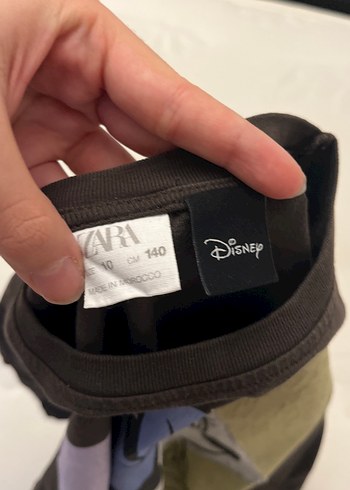 ZARA
10 CM 140
MADE IN MOROCCO
Disney